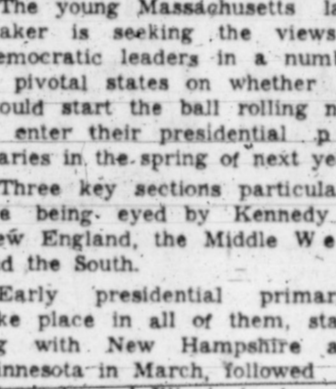 The young Massachusetts la
aker is seeking the views
emocratic leaders in a num
pivotal states on whether
ould start the ball rolling n
enter their presidential p
aries in the spring of next ye
Three key sections particula
e being eyed by Kennedy
ew England, the Middle We
d the South.
Early presidential primar
ke place in all of them, sta
g with New Hampshire a
innesota in March, followed